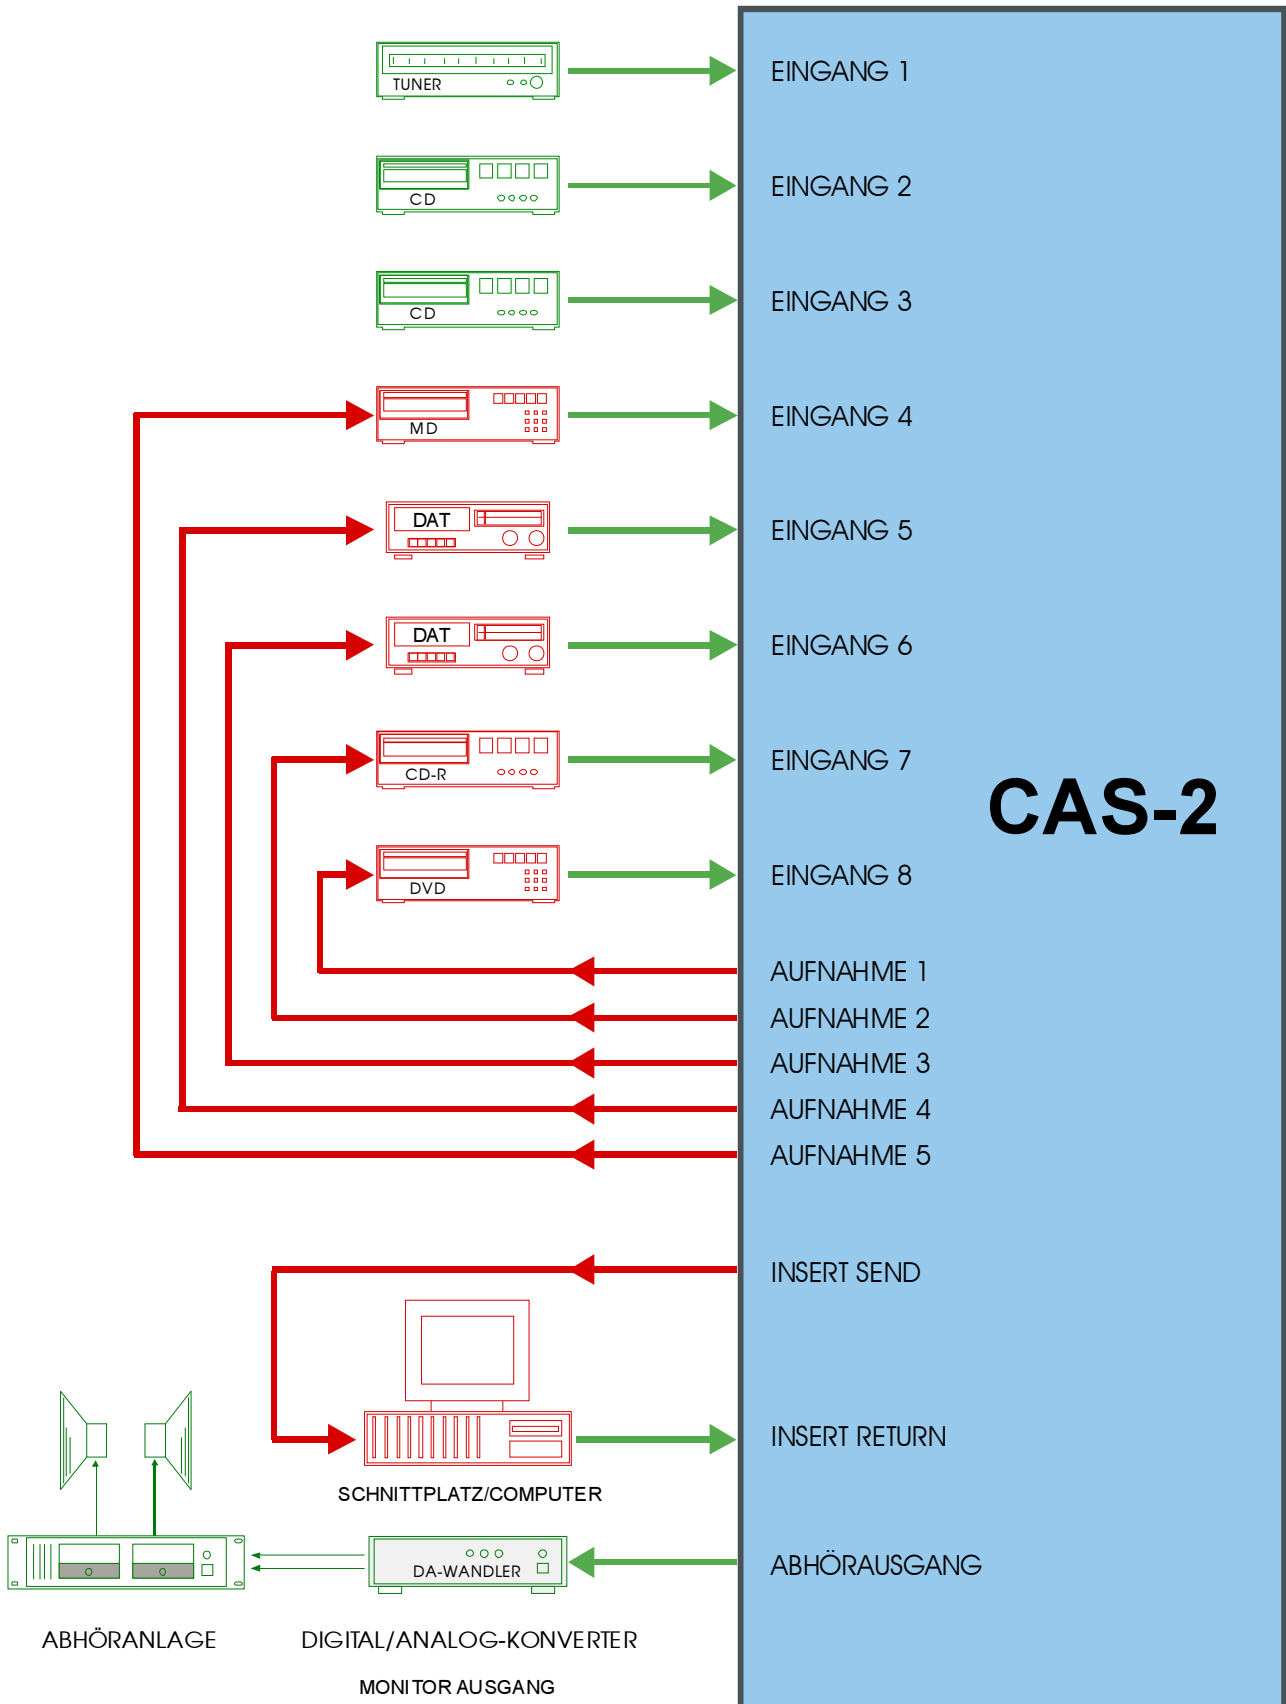 TUNER
EINGANG 1
CD
EINGANG 2
CD
EINGANG 3
MD
EINGANG 4
DAT
EINGANG 5
DAT
EINGANG 6
CD-R
EINGANG 7
CAS-2
DVD
EINGANG 8
AUFNAHME 1
AUFNAHME 2
AUFNAHME 3
AUFNAHME 4
AUFNAHME 5
INSERT SEND
INSERT RETURN
SCHNITTPLATZ/COMPUTER
DA-WANDLER
ABHÖRAUSGANG
ABHÖRANLAGE
DIGITAL/ANALOG-KONVERTER
MONITOR AUSGANG